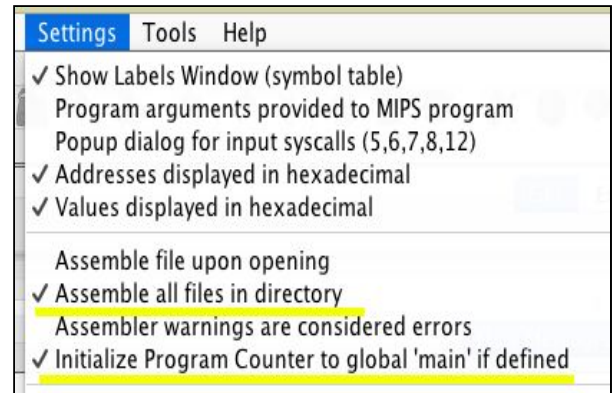 Settings Tools Help
✓ Show Labels Window (symbol table)
Program arguments provided to MIPS program
Popup dialog for input syscalls (5,6,7,8,12)
✓ Addresses displayed in hexadecimal
✓ Values displayed in hexadecimal
Assemble file upon opening
✓ Assemble all files in directory
Assembler warnings are considered errors
✓ Initialize Program Counter to global 'main' if defined